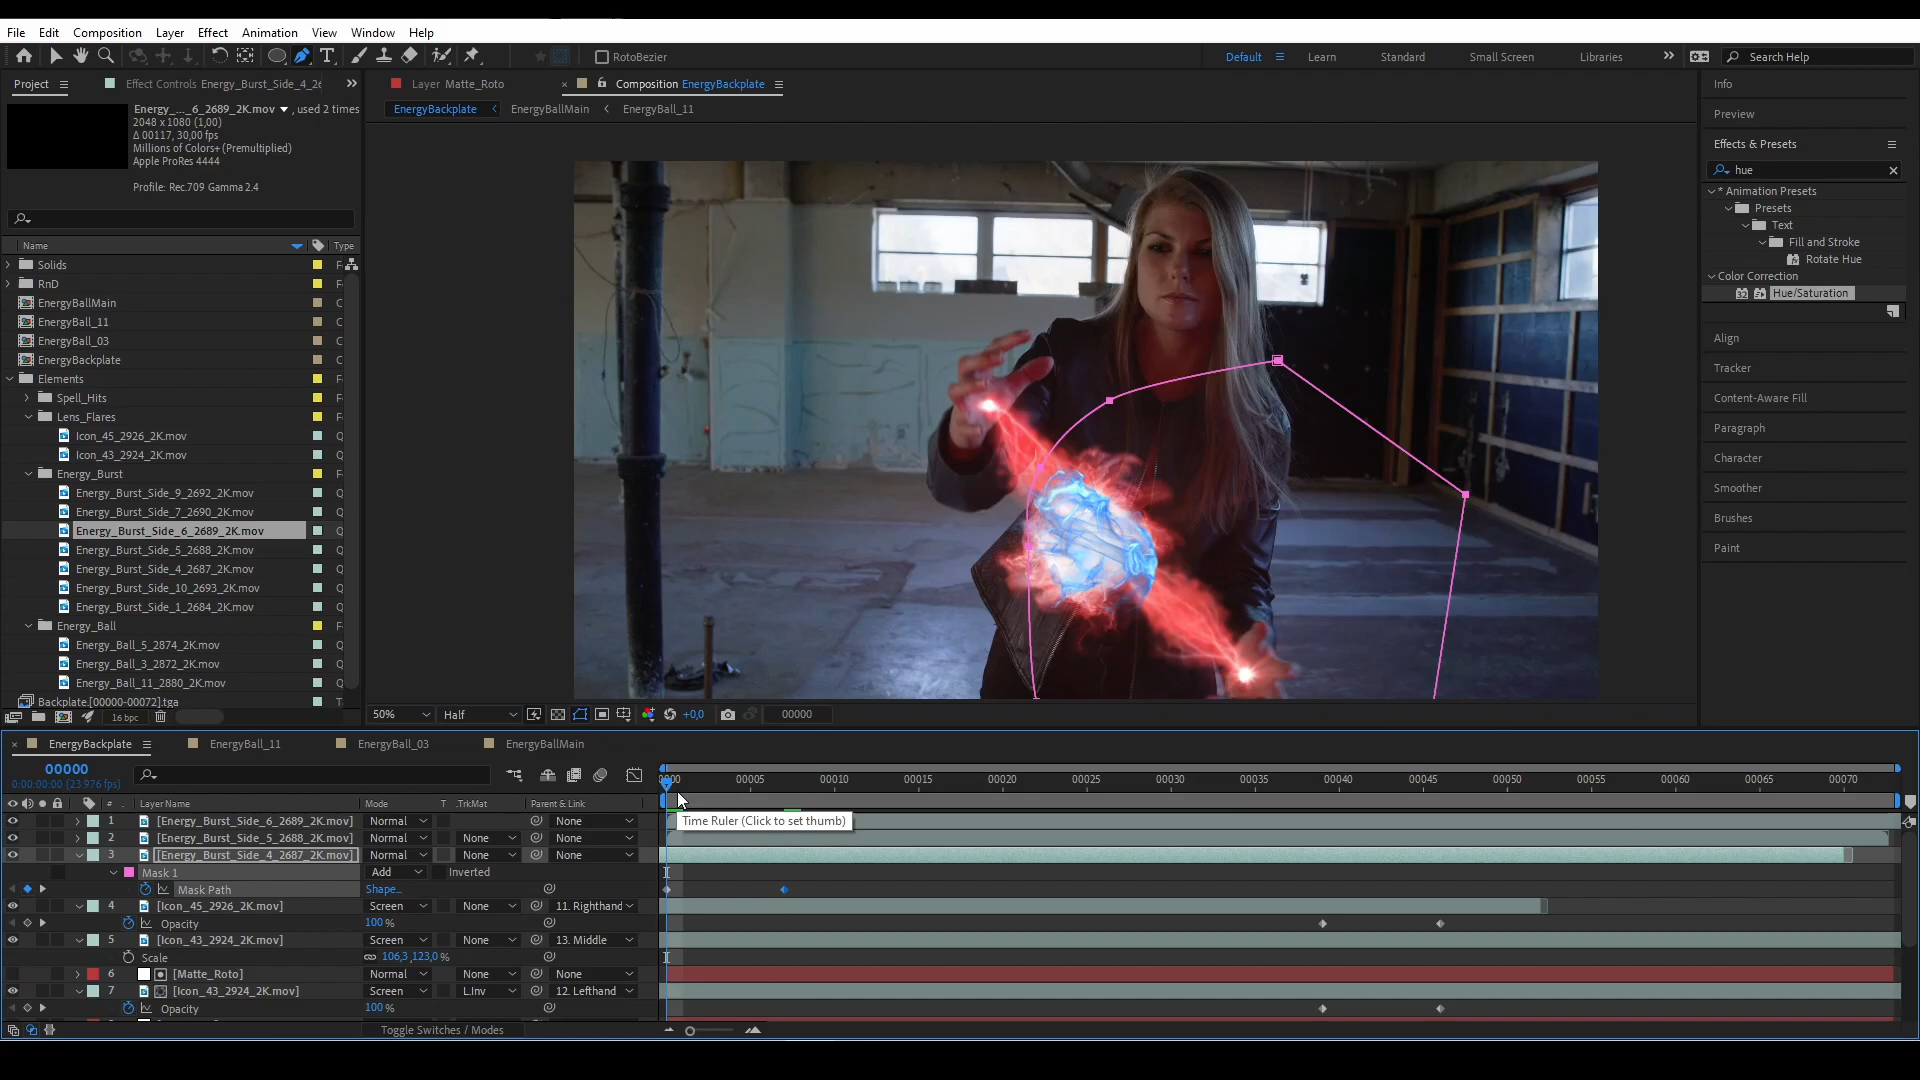 File Edit Composition Layer Effect Animation View Window Help
RotoBezier Default Learn Standard Small Screen Libraries Search Help
Project Effect Controls Energy_Burst_Side_4_26
Layer Matte_Roto Composition EnergyBackplate
Info
Energy_..._6_2689_2K.mov , used 2 times
2048 x 1080 (1,00)
Δ 00117, 30,00 fps
Millions of Colors+ (Premultiplied)
Apple ProRes 4444
Profile: Rec.709 Gamma 2.4
EnergyBackplate EnergyBallMain EnergyBall_11
Preview
Effects & Presets
hue
* Animation Presets
Presets
Text
Fill and Stroke
Rotate Hue
Color Correction
32 Hue/Saturation
Align
Tracker
Content-Aware Fill
Paragraph
Character
Smoother
Brushes
Paint
Name Type
Solids F
RnD F
EnergyBallMain C
EnergyBall_11 C
EnergyBall_03 C
EnergyBackplate C
Elements F
Spell_Hits F
Lens_Flares F
Icon_45_2926_2K.mov Q
Icon_43_2924_2K.mov Q
Energy_Burst F
Energy_Burst_Side_9_2692_2K.mov Q
Energy_Burst_Side_7_2690_2K.mov Q
Energy_Burst_Side_6_2689_2K.mov Q
Energy_Burst_Side_5_2688_2K.mov Q
Energy_Burst_Side_4_2687_2K.mov Q
Energy_Burst_Side_10_2693_2K.mov Q
Energy_Burst_Side_1_2684_2K.mov Q
Energy_Ball F
Energy_Ball_5_2874_2K.mov Q
Energy_Ball_3_2872_2K.mov Q
Energy_Ball_11_2880_2K.mov Q
Backplate.[00000-00072].tga
16 bpc
50% Half +0,0 00000
EnergyBackplate EnergyBall_11 EnergyBall_03 EnergyBallMain
00000
0:00:00:00 (23.976 fps)
00005 00010 00015 00020 00025 00030 00035 00040 00045 00050 00055 00060 00065 00070
# Layer Name Mode T .TrkMat Parent & Link
Time Ruler (Click to set thumb)
1 [Energy_Burst_Side_6_2689_2K.mov] Normal None
2 [Energy_Burst_Side_5_2688_2K.mov] Normal None None
3 [Energy_Burst_Side_4_2687_2K.mov] Normal None None
Mask 1 Add Inverted
Mask Path Shape...
4 [Icon_45_2926_2K.mov] Screen None 11. Righthand
Opacity 100 %
5 [Icon_43_2924_2K.mov] Screen None 13. Middle
Scale 106,3,123,0 %
6 [Matte_Roto] Normal None None
7 [Icon_43_2924_2K.mov] Screen L.Inv 12. Lefthand
Opacity 100 %
Toggle Switches / Modes